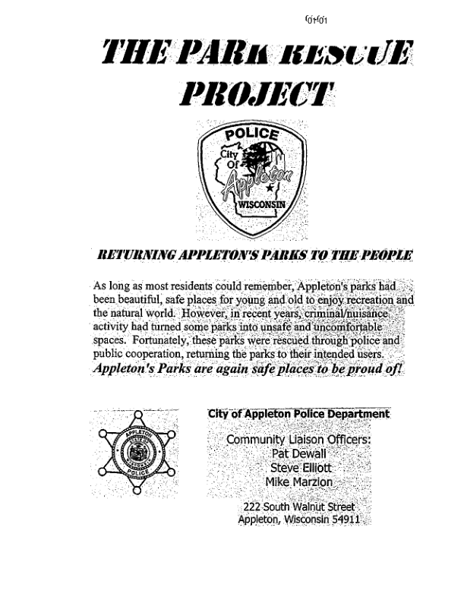 THE PARK RESCUE
PROJECT
POLICE
City
Of
Appleton
WISCONSIN
RETURNING APPLETON'S PARKS TO THE PEOPLE
As long as most residents could remember, Appleton's parks had
been beautiful, safe places for young and old to enjoy recreation and
the natural world. However, in recent years, criminal/nuisance
activity had turned some parks into unsafe and uncomfortable
spaces. Fortunately, these parks were rescued through police and
public cooperation, returning the parks to their intended users.
Appleton's Parks are again safe places to be proud of!
APPLETON
City of Appleton Police Department
Community Liaison Officers:
Pat Dewall
Steve Elliott
Mike Marzion
222 South Walnut Street
Appleton, Wisconsin 54911